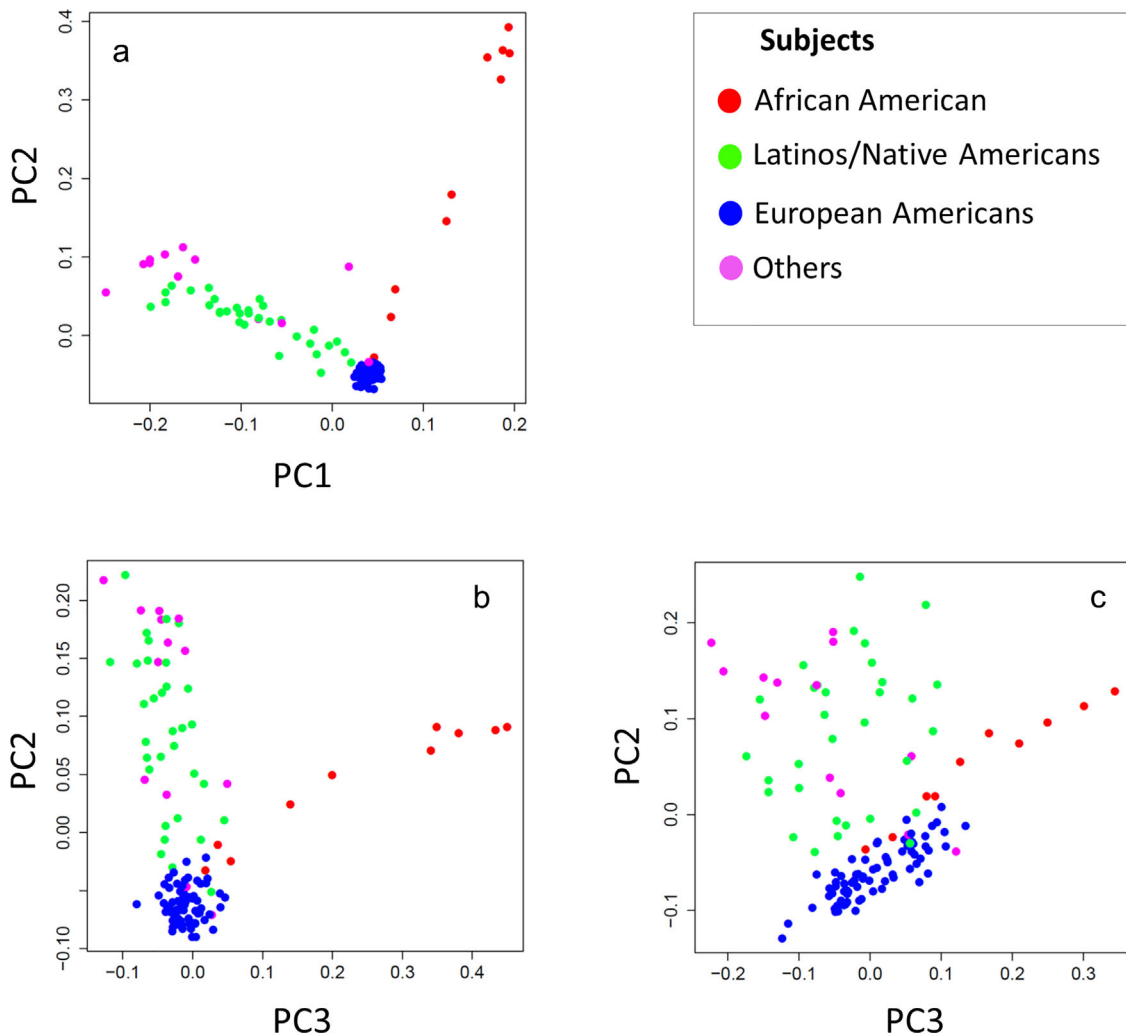 a
0.4
0.3
0.2
0.1
0.0
PC2
−0.2
−0.1
0.0
0.1
0.2
PC1
Subjects
African American
Latinos/Native Americans
European Americans
Others
b
0.20
0.15
0.10
0.05
0.00
−0.10
PC2
−0.1
0.0
0.1
0.2
0.3
0.4
PC3
c
0.2
0.1
0.0
−0.1
PC2
−0.2
−0.1
0.0
0.1
0.2
0.3
PC3